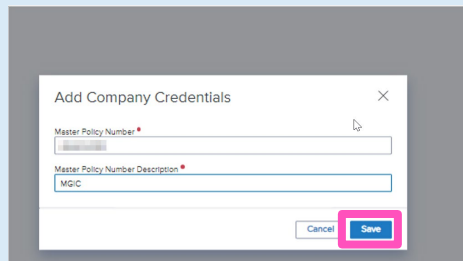 Add Company Credentials
Master Policy Number *
Master Policy Number Description *
MGIC
Cancel Save